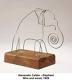 Alexander Calder - Elephant
Wire and wood, 1928